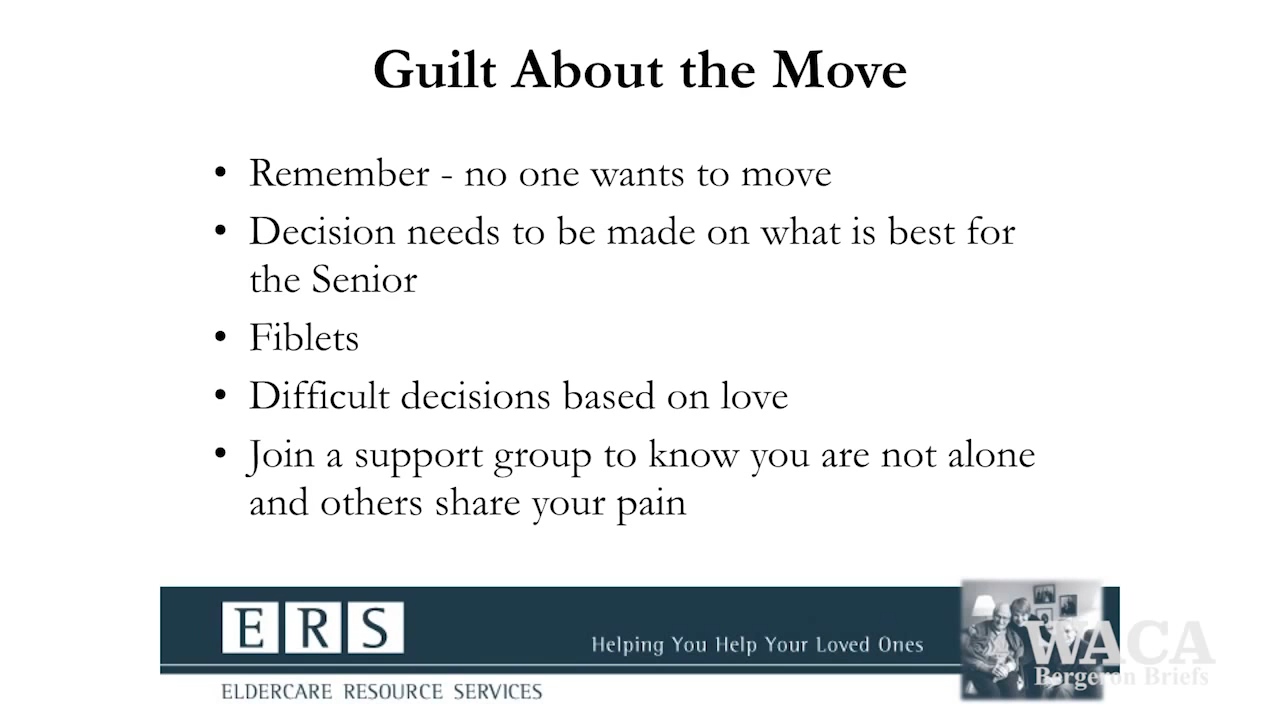 Guilt About the Move
• Remember - no one wants to move
• Decision needs to be made on what is best for
the Senior
• Fiblets
• Difficult decisions based on love
• Join a support group to know you are not alone
and others share your pain
ERS
Helping You Help Your Loved Ones
ELDERCARE RESOURCE SERVICES
WACA
Bergeron Briefs